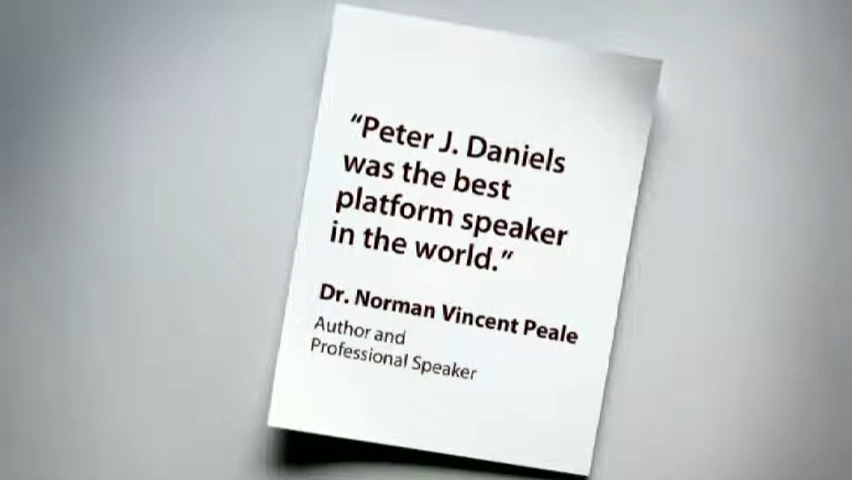 “Peter J. Daniels
was the best
platform speaker
in the world.”
Dr. Norman Vincent Peale
Author and
Professional Speaker